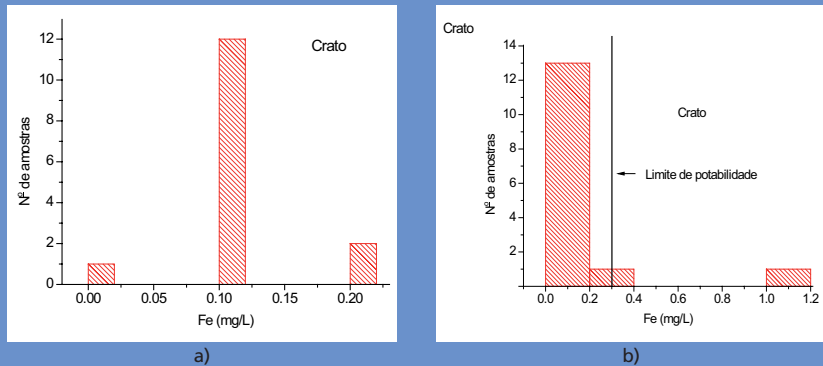 12
10
8
6
4
2
0
Nº de amostras
Crato
0.00 0.05 0.10 0.15 0.20
Fe (mg/L)
a)
Crato
14
12
10
8
6
4
2
Nº de amostras
Crato
Limite de potabilidade
0.0 0.2 0.4 0.6 0.8 1.0 1.2
Fe (mg/L)
b)